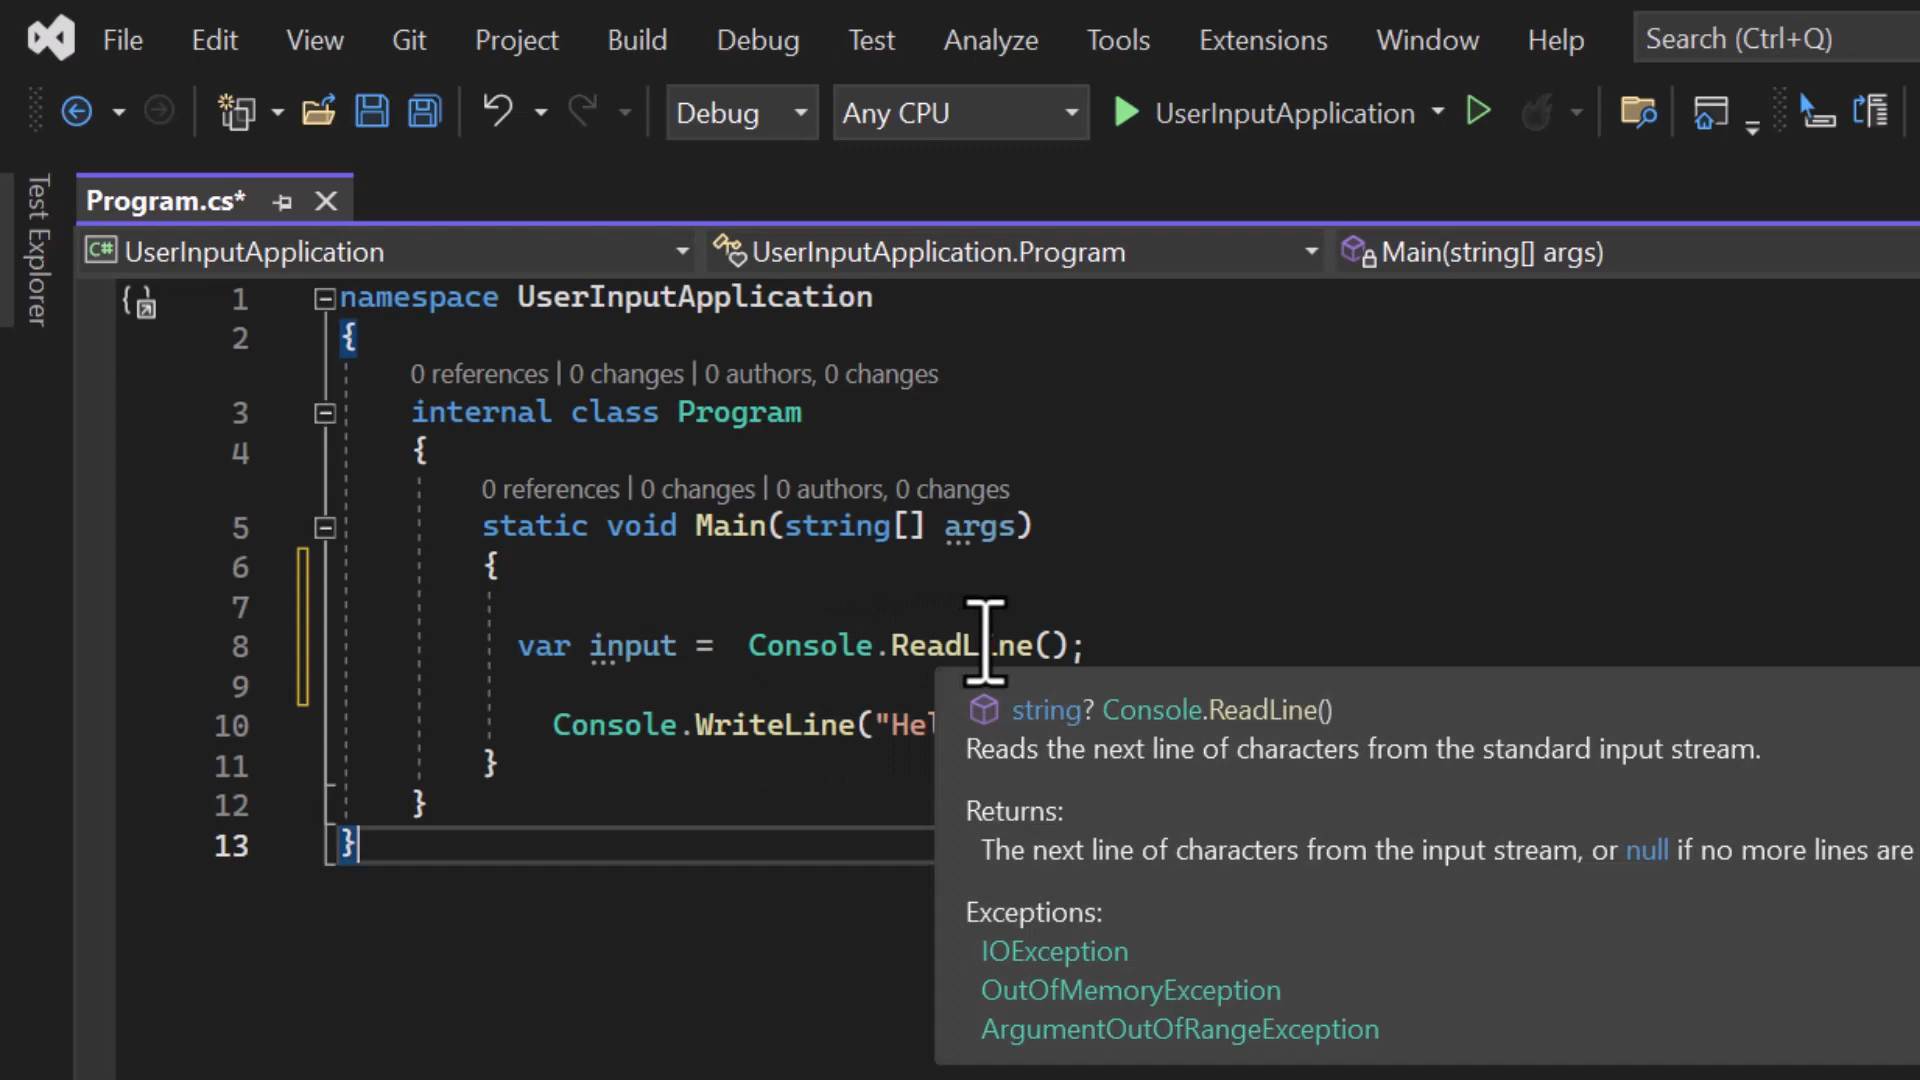 File Edit View Git Project Build Debug Test Analyze Tools Extensions Window Help Search (Ctrl+Q)
Debug Any CPU UserInputApplication
Test Explorer
Program.cs*
C# UserInputApplication UserInputApplication.Program Main(string[] args)
1 namespace UserInputApplication
2 {
0 references | 0 changes | 0 authors, 0 changes
3 internal class Program
4 {
0 references | 0 changes | 0 authors, 0 changes
5 static void Main(string[] args)
6 {
7
8 var input = Console.ReadLine();
9
10 Console.WriteLine("Hel
11 }
12 }
13 }
string? Console.ReadLine()
Reads the next line of characters from the standard input stream.
Returns:
The next line of characters from the input stream, or null if no more lines are
Exceptions:
IOException
OutOfMemoryException
ArgumentOutOfRangeException